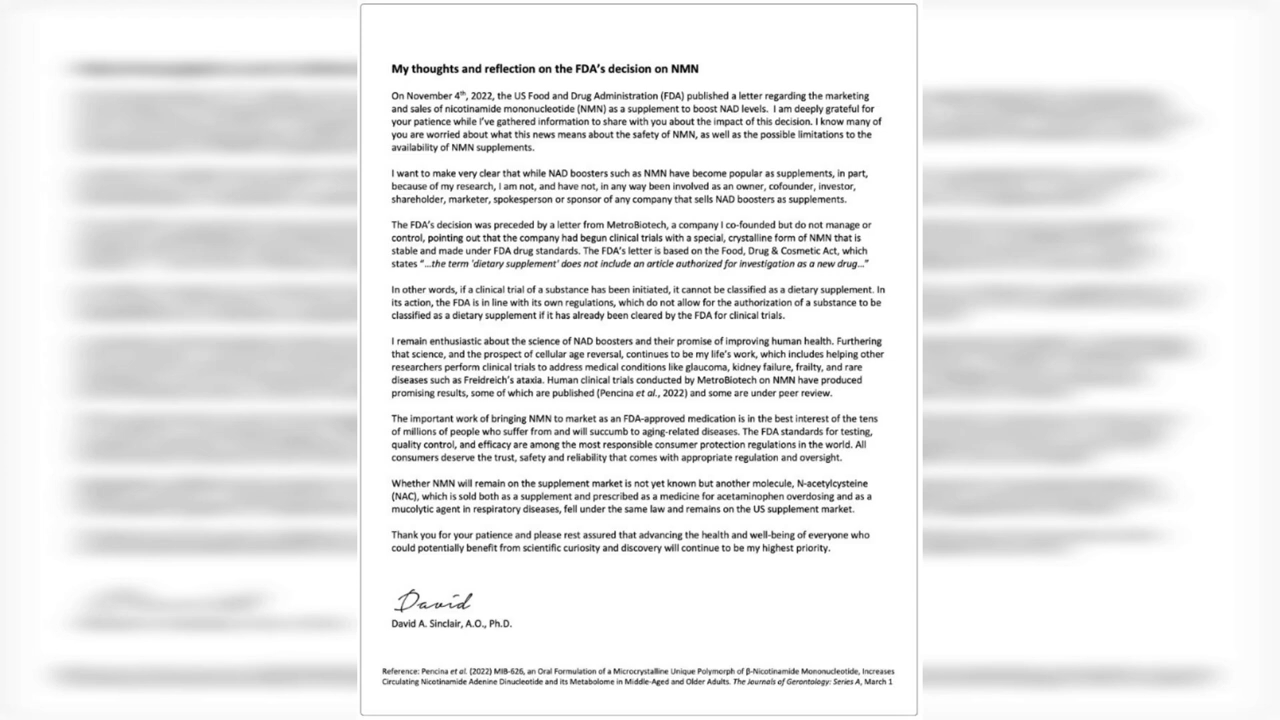 My thoughts and reflection on the FDA's decision on NMN
On November 4th, 2022, the US Food and Drug Administration (FDA) published a letter regarding the marketing
and sales of nicotinamide mononucleotide (NMN) as a supplement to boost NAD levels. I am deeply grateful for
your patience while I've gathered information to share with you about the impact of this decision. I know many of
you are worried about what this news means about the safety of NMN, as well as the possible limitations to the
availability of NMN supplements.
I want to make very clear that while NAD boosters such as NMN have become popular as supplements, in part,
because of my research, I am not, and have not, in any way been involved as an owner, cofounder, investor,
shareholder, marketer, spokesperson or sponsor of any company that sells NAD boosters as supplements.
The FDA's decision was preceded by a letter from MetroBiotech, a company I co-founded but do not manage or
control, pointing out that the company had begun clinical trials with a special, crystalline form of NMN that is
stable and made under FDA drug standards. The FDA's letter is based on the Food, Drug & Cosmetic Act, which
states "...the term 'dietary supplement' does not include an article authorized for investigation as a new drug..."
In other words, if a clinical trial of a substance has been initiated, it cannot be classified as a dietary supplement. In
its action, the FDA is in line with its own regulations, which do not allow for the authorization of a substance to be
classified as a dietary supplement if it has already been cleared by the FDA for clinical trials.
I remain enthusiastic about the science of NAD boosters and their promise of improving human health. Furthering
that science, and the prospect of cellular age reversal, continues to be my life's work, which includes helping other
researchers perform clinical trials to address medical conditions like glaucoma, kidney failure, frailty, and rare
diseases such as Freidreich's ataxia. Human clinical trials conducted by MetroBiotech on NMN have produced
promising results, some of which are published (Pencina et al., 2022) and some are under peer review.
The important work of bringing NMN to market as an FDA-approved medication is in the best interest of the tens
of millions of people who suffer from and will succumb to aging-related diseases. The FDA standards for testing,
quality control, and efficacy are among the most responsible consumer protection regulations in the world. All
consumers deserve the trust, safety and reliability that comes with appropriate regulation and oversight.
Whether NMN will remain on the supplement market is not yet known but another molecule, N-acetylcysteine
(NAC), which is sold both as a supplement and prescribed as a medicine for acetaminophen overdosing and as a
mucolytic agent in respiratory diseases, fell under the same law and remains on the US supplement market.
Thank you for your patience and please rest assured that advancing the health and well-being of everyone who
could potentially benefit from scientific curiosity and discovery will continue to be my highest priority.
David
David A. Sinclair, A.O., Ph.D.
Reference: Pencina et al. (2022) MIB-626, an Oral Formulation of a Microcrystalline Unique Polymorph of β-Nicotinamide Mononucleotide, Increases
Circulating Nicotinamide Adenine Dinucleotide and its Metabolome in Middle-Aged and Older Adults. The Journals of Gerontology: Series A, March 1